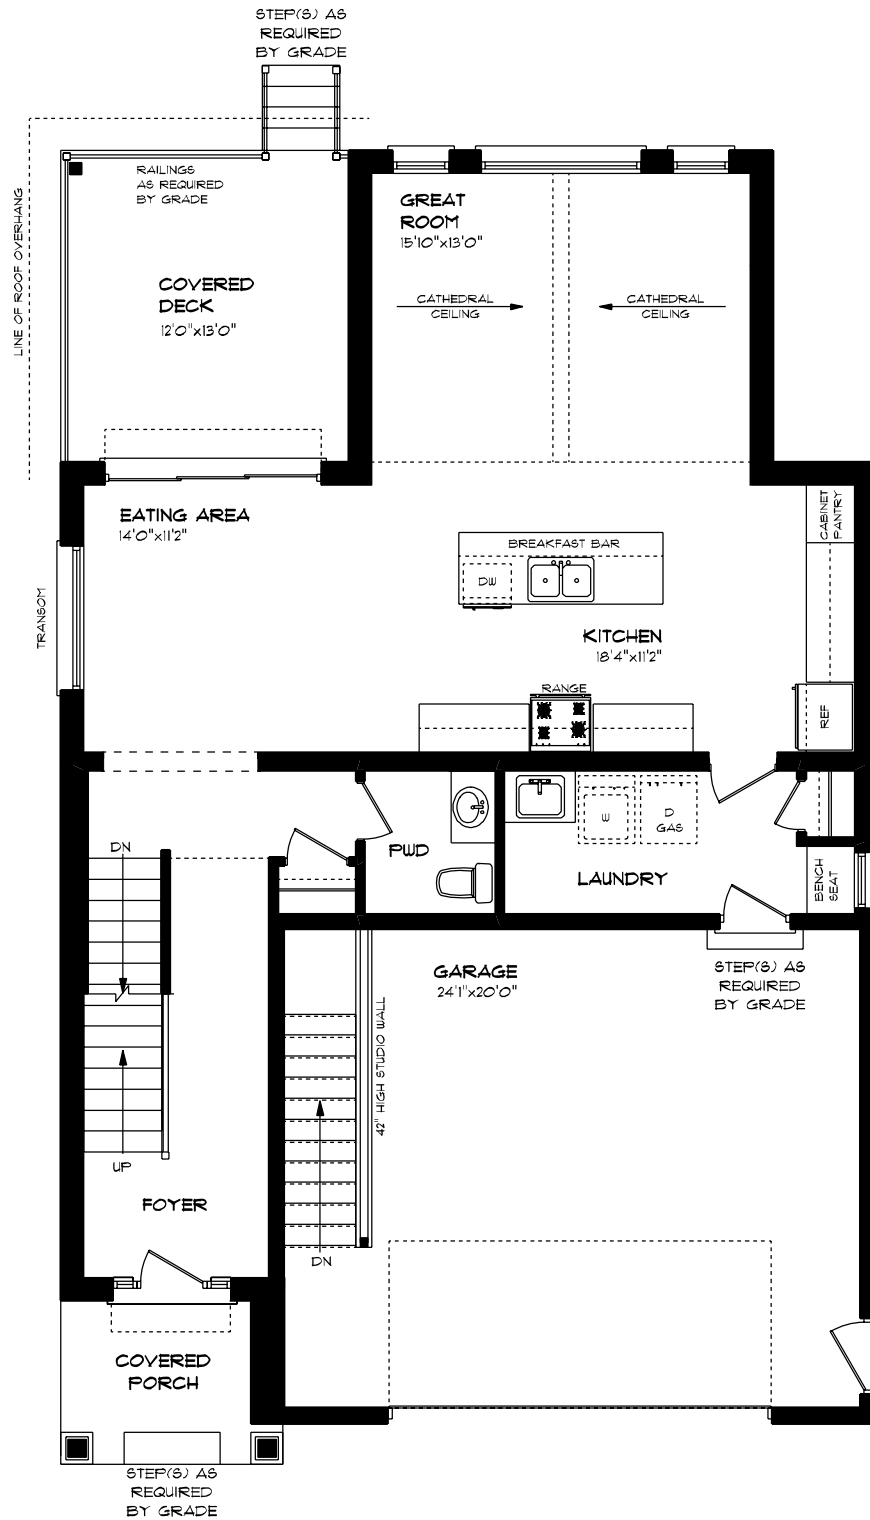 STEP(S) AS
REQUIRED
BY GRADE
RAILINGS
AS REQUIRED
BY GRADE
LINE OF ROOF OVERHANG
GREAT
ROOM
15'10"x13'0"
COVERED
DECK
12'0"x13'0"
CATHEDRAL
CEILING
CATHEDRAL
CEILING
EATING AREA
14'0"x11'2"
CABINET
PANTRY
BREAKFAST BAR
DW
TRANSOM
KITCHEN
18'4"x11'2"
RANGE
REF
W
D
GAS
DN
PWD
LAUNDRY
BENCH
SEAT
GARAGE
24'1"x20'0"
STEP(S) AS
REQUIRED
BY GRADE
42" HIGH STUDIO WALL
UP
FOYER
DN
COVERED
PORCH
STEP(S) AS
REQUIRED
BY GRADE